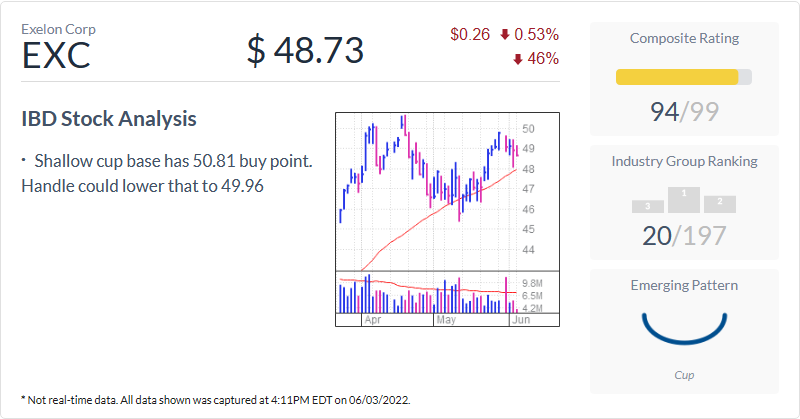 Exelon Corp
EXC
$ 48.73
$0.26 0.53%
46%
IBD Stock Analysis
· Shallow cup base has 50.81 buy point.
Handle could lower that to 49.96
50
49
48
47
46
45
44
9.8M
6.5M
4.2M
Apr May Jun
Composite Rating
94/99
Industry Group Ranking
3 1 2
20/197
Emerging Pattern
Cup
* Not real-time data. All data shown was captured at 4:11PM EDT on 06/03/2022.